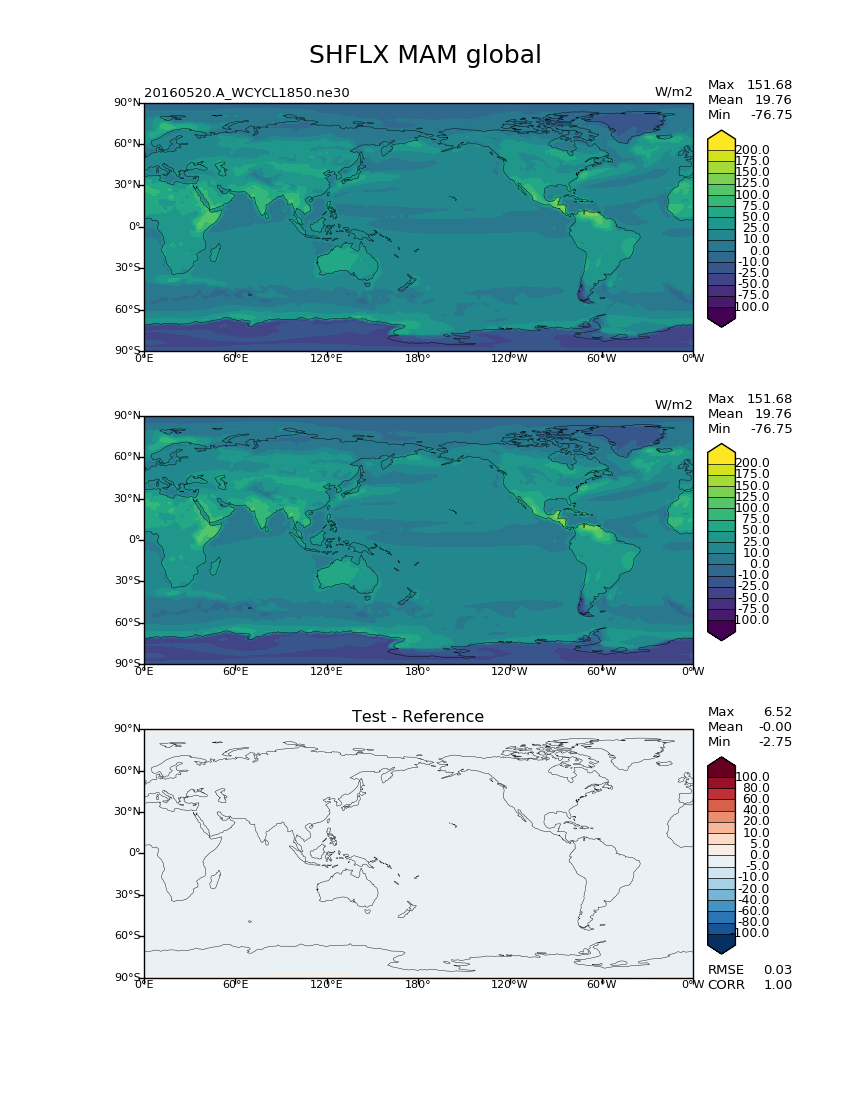 SHFLX MAM global
20160520.A_WCYCL1850.ne30
W/m2
Max 151.68
Mean 19.76
Min -76.75
90°N
60°N
30°N
0°
30°S
60°S
90°S
0°E 60°E 120°E 180° 120°W 60°W 0°W
200.0
175.0
150.0
125.0
100.0
75.0
50.0
25.0
10.0
0.0
-10.0
-25.0
-50.0
-75.0
100.0
W/m2
Max 151.68
Mean 19.76
Min -76.75
90°N
60°N
30°N
0°
30°S
60°S
90°S
0°E 60°E 120°E 180° 120°W 60°W 0°W
200.0
175.0
150.0
125.0
100.0
75.0
50.0
25.0
10.0
0.0
-10.0
-25.0
-50.0
-75.0
100.0
Test - Reference
Max 6.52
Mean -0.00
Min -2.75
90°N
60°N
30°N
0°
30°S
60°S
90°S
0°E 60°E 120°E 180° 120°W 60°W 0°W
100.0
80.0
60.0
40.0
20.0
10.0
5.0
0.0
-5.0
-10.0
-20.0
-40.0
-60.0
-80.0
-100.0
RMSE 0.03
CORR 1.00